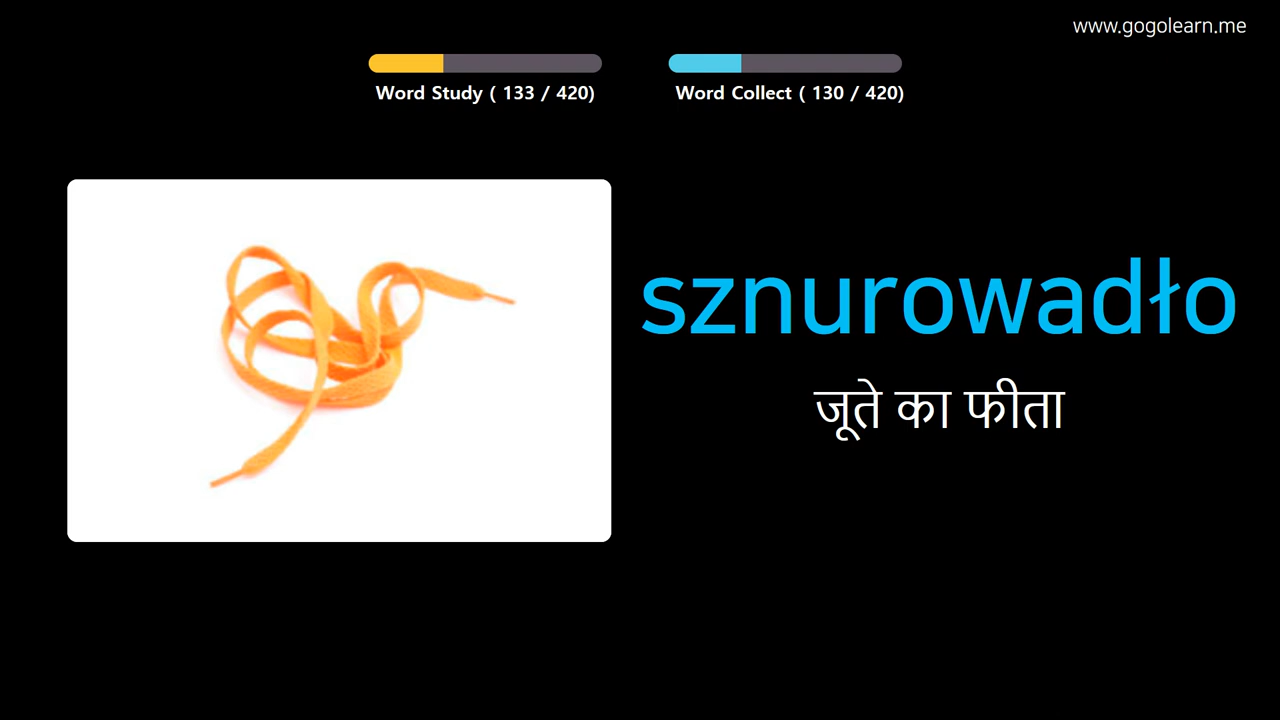 www.gogolearn.me
Word Study ( 133 / 420)
Word Collect ( 130 / 420)
sznurowadło
जूते का फीता